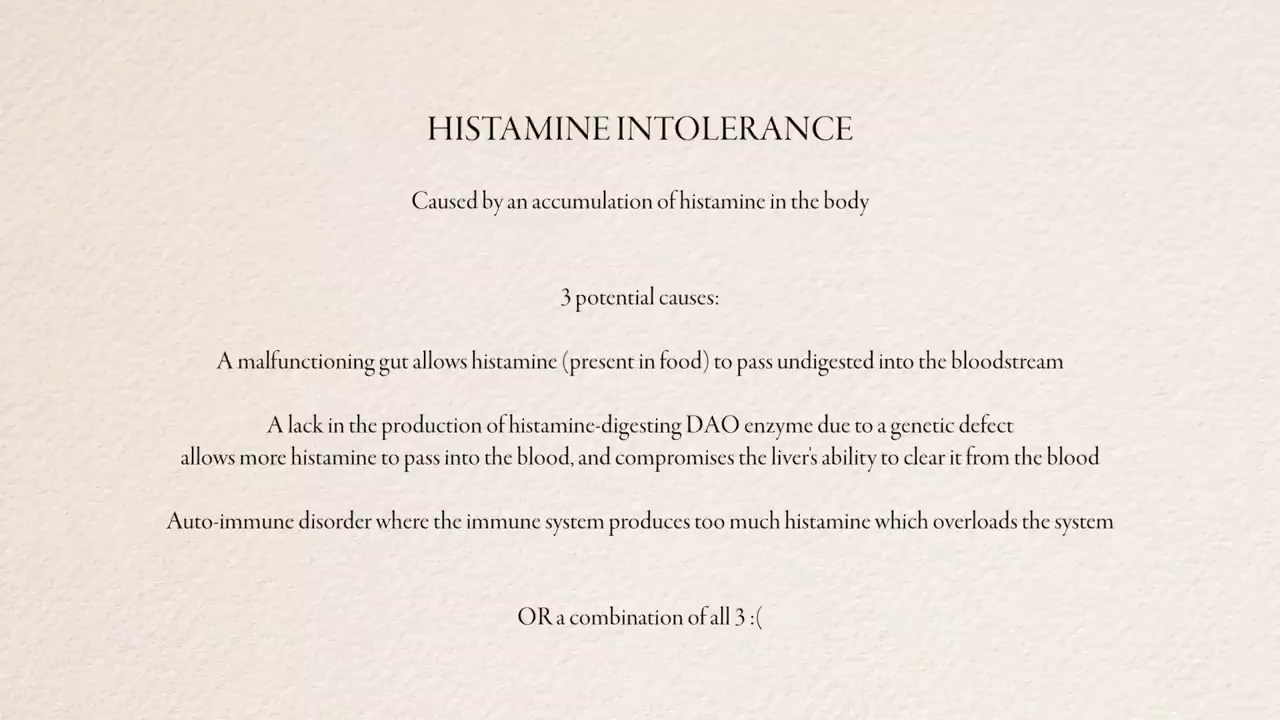 HISTAMINE INTOLERANCE
Caused by an accumulation of histamine in the body
3 potential causes:
A malfunctioning gut allows histamine (present in food) to pass undigested into the bloodstream
A lack in the production of histamine-digesting DAO enzyme due to a genetic defect
allows more histamine to pass into the blood, and compromises the liver's ability to clear it from the blood
Auto-immune disorder where the immune system produces too much histamine which overloads the system
OR a combination of all 3 :(